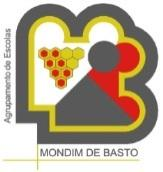 Agrupamento de Escolas
MONDIM DE BASTO